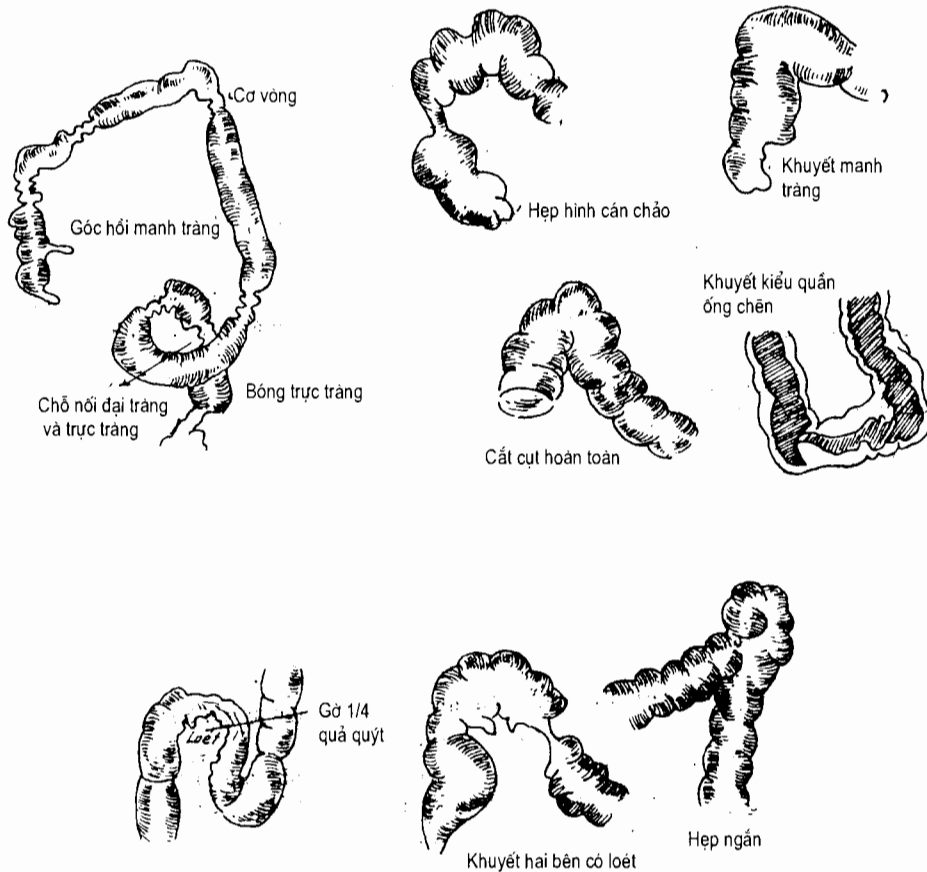 Cơ vòng
Góc hồi manh tràng
Chỗ nối đại tràng
và trực tràng
Bóng trực tràng
Hẹp hình cán chảo
Khuyết manh
tràng
Cắt cụt hoàn toàn
Khuyết kiểu quần
ống chẽn
Loét
Gờ 1/4
quả quýt
Khuyết hai bên có loét
Hẹp ngắn